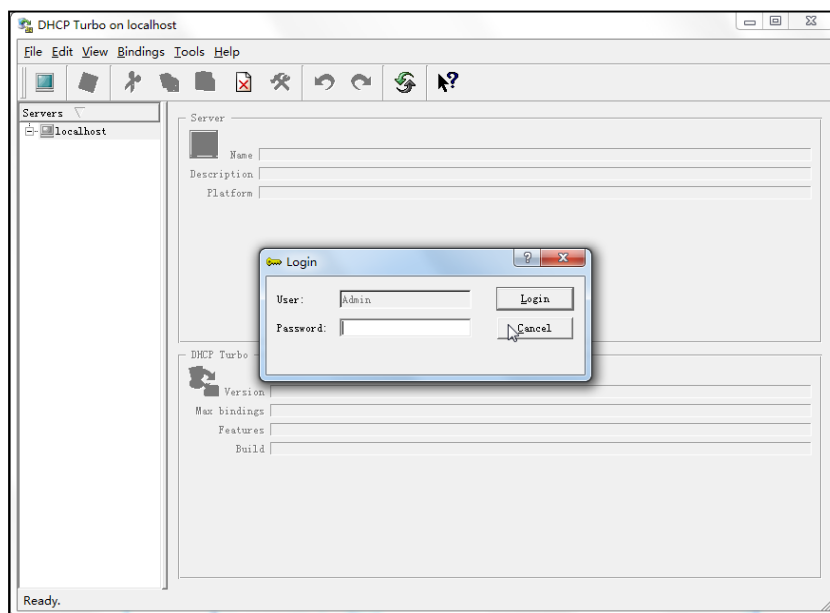 DHCP Turbo on localhost
File Edit View Bindings Tools Help
Servers
localhost
Server
Name
Description
Platform
Login
User: Admin Login
Password: Cancel
DHCP Turbo
Version
Max bindings
Features
Build
Ready.